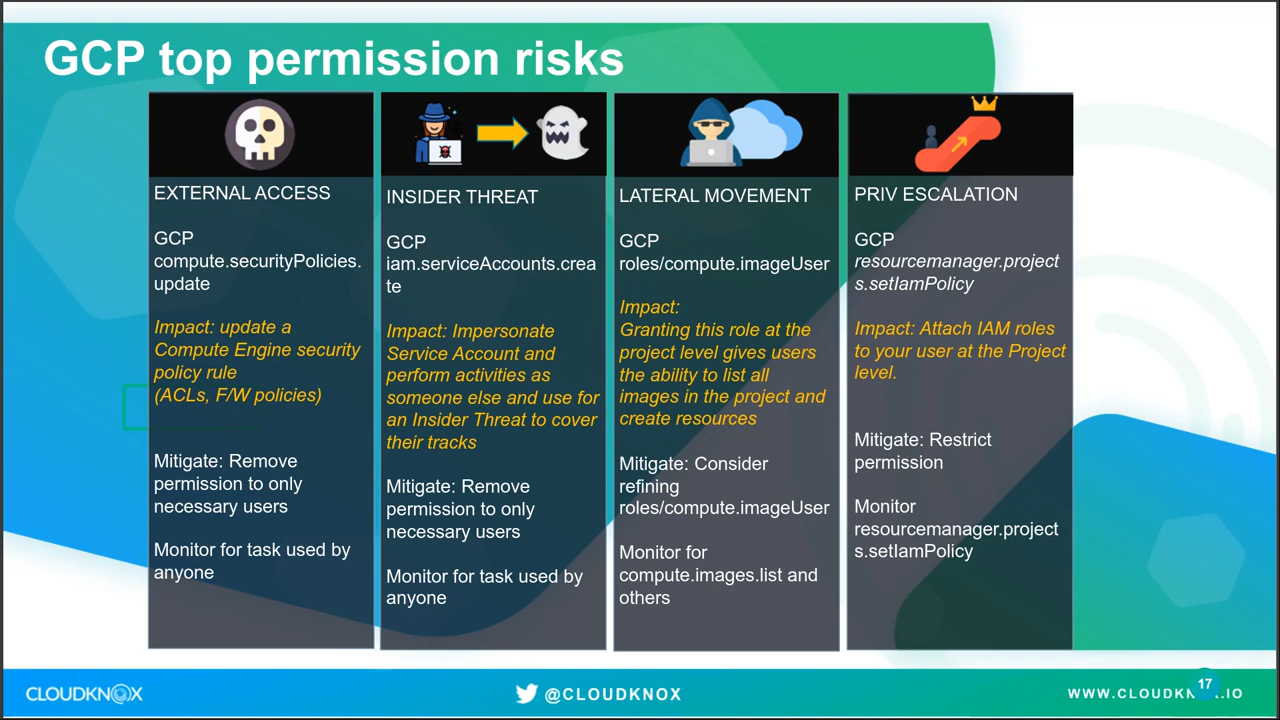 GCP top permission risks
EXTERNAL ACCESS
GCP
compute.securityPolicies.
update
Impact: update a
Compute Engine security
policy rule
(ACLs, F/W policies)
Mitigate: Remove
permission to only
necessary users
Monitor for task used by
anyone
INSIDER THREAT
GCP
iam.serviceAccounts.crea
te
Impact: Impersonate
Service Account and
perform activities as
someone else and use for
an Insider Threat to cover
their tracks
Mitigate: Remove
permission to only
necessary users
Monitor for task used by
anyone
LATERAL MOVEMENT
GCP
roles/compute.imageUser
Impact:
Granting this role at the
project level gives users
the ability to list all
images in the project and
create resources
Mitigate: Consider
refining
roles/compute.imageUser
Monitor for
compute.images.list and
others
PRIV ESCALATION
GCP
resourcemanager.project
s.setIamPolicy
Impact: Attach IAM roles
to your user at the Project
level.
Mitigate: Restrict
permission
Monitor
resourcemanager.project
s.setIamPolicy
CLOUDKNOX
@CLOUDKNOX
17